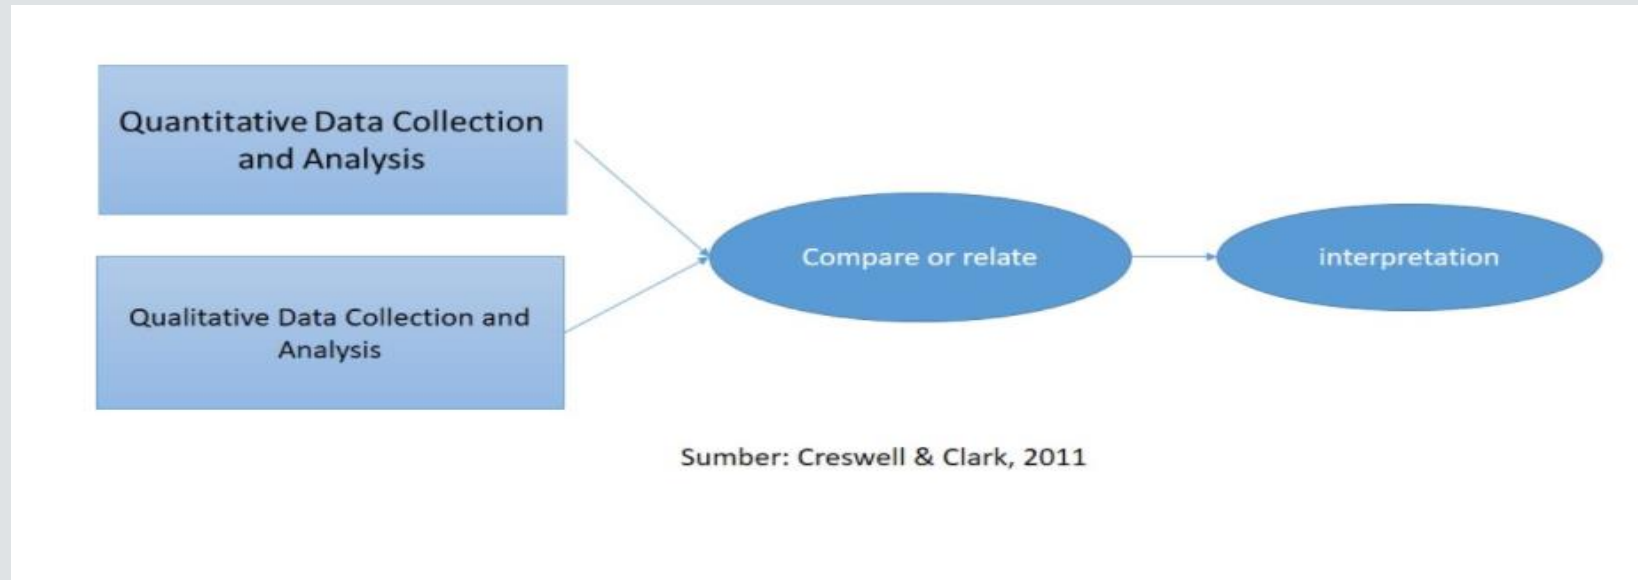 Quantitative Data Collection
and Analysis
Qualitative Data Collection and
Analysis
Compare or relate
interpretation
Sumber: Creswell & Clark, 2011